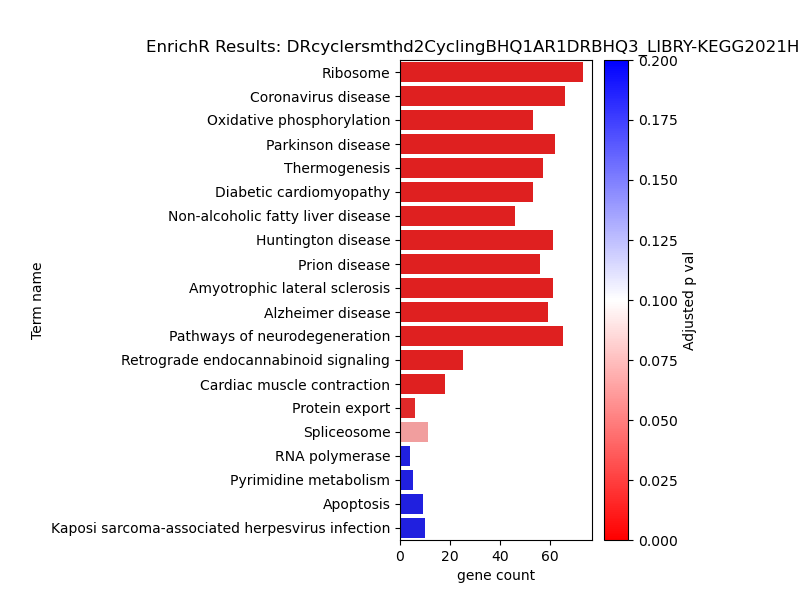 EnrichR Results: DRcyclersmthd2CyclingBHQ1AR1DRBHQ3_LIBRY-KEGG2021H
Term name
Ribosome
Coronavirus disease
Oxidative phosphorylation
Parkinson disease
Thermogenesis
Diabetic cardiomyopathy
Non-alcoholic fatty liver disease
Huntington disease
Prion disease
Amyotrophic lateral sclerosis
Alzheimer disease
Pathways of neurodegeneration
Retrograde endocannabinoid signaling
Cardiac muscle contraction
Protein export
Spliceosome
RNA polymerase
Pyrimidine metabolism
Apoptosis
Kaposi sarcoma-associated herpesvirus infection
0 20 40 60
gene count
0.200
0.175
0.150
0.125
0.100
0.075
0.050
0.025
0.000
Adjusted p val